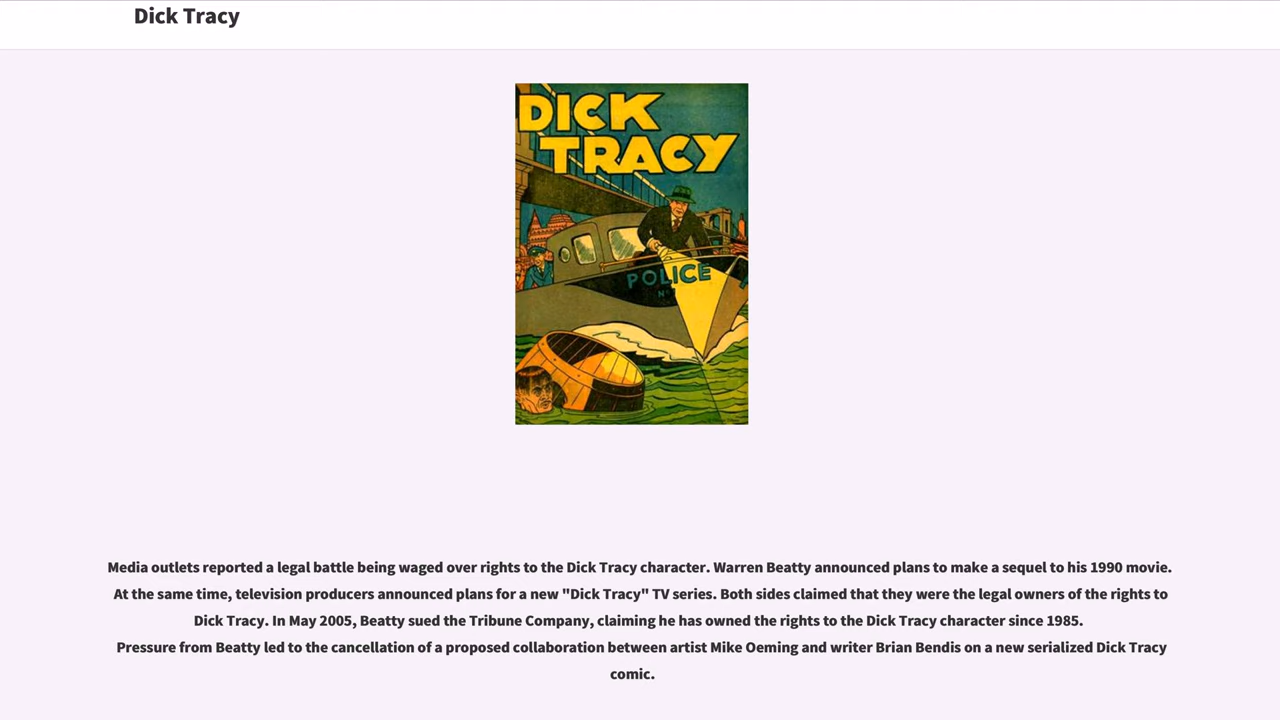 Dick Tracy
DICK
TRACY
POLICE
Media outlets reported a legal battle being waged over rights to the Dick Tracy character. Warren Beatty announced plans to make a sequel to his 1990 movie.
At the same time, television producers announced plans for a new "Dick Tracy" TV series. Both sides claimed that they were the legal owners of the rights to
Dick Tracy. In May 2005, Beatty sued the Tribune Company, claiming he has owned the rights to the Dick Tracy character since 1985.
Pressure from Beatty led to the cancellation of a proposed collaboration between artist Mike Oeming and writer Brian Bendis on a new serialized Dick Tracy
comic.